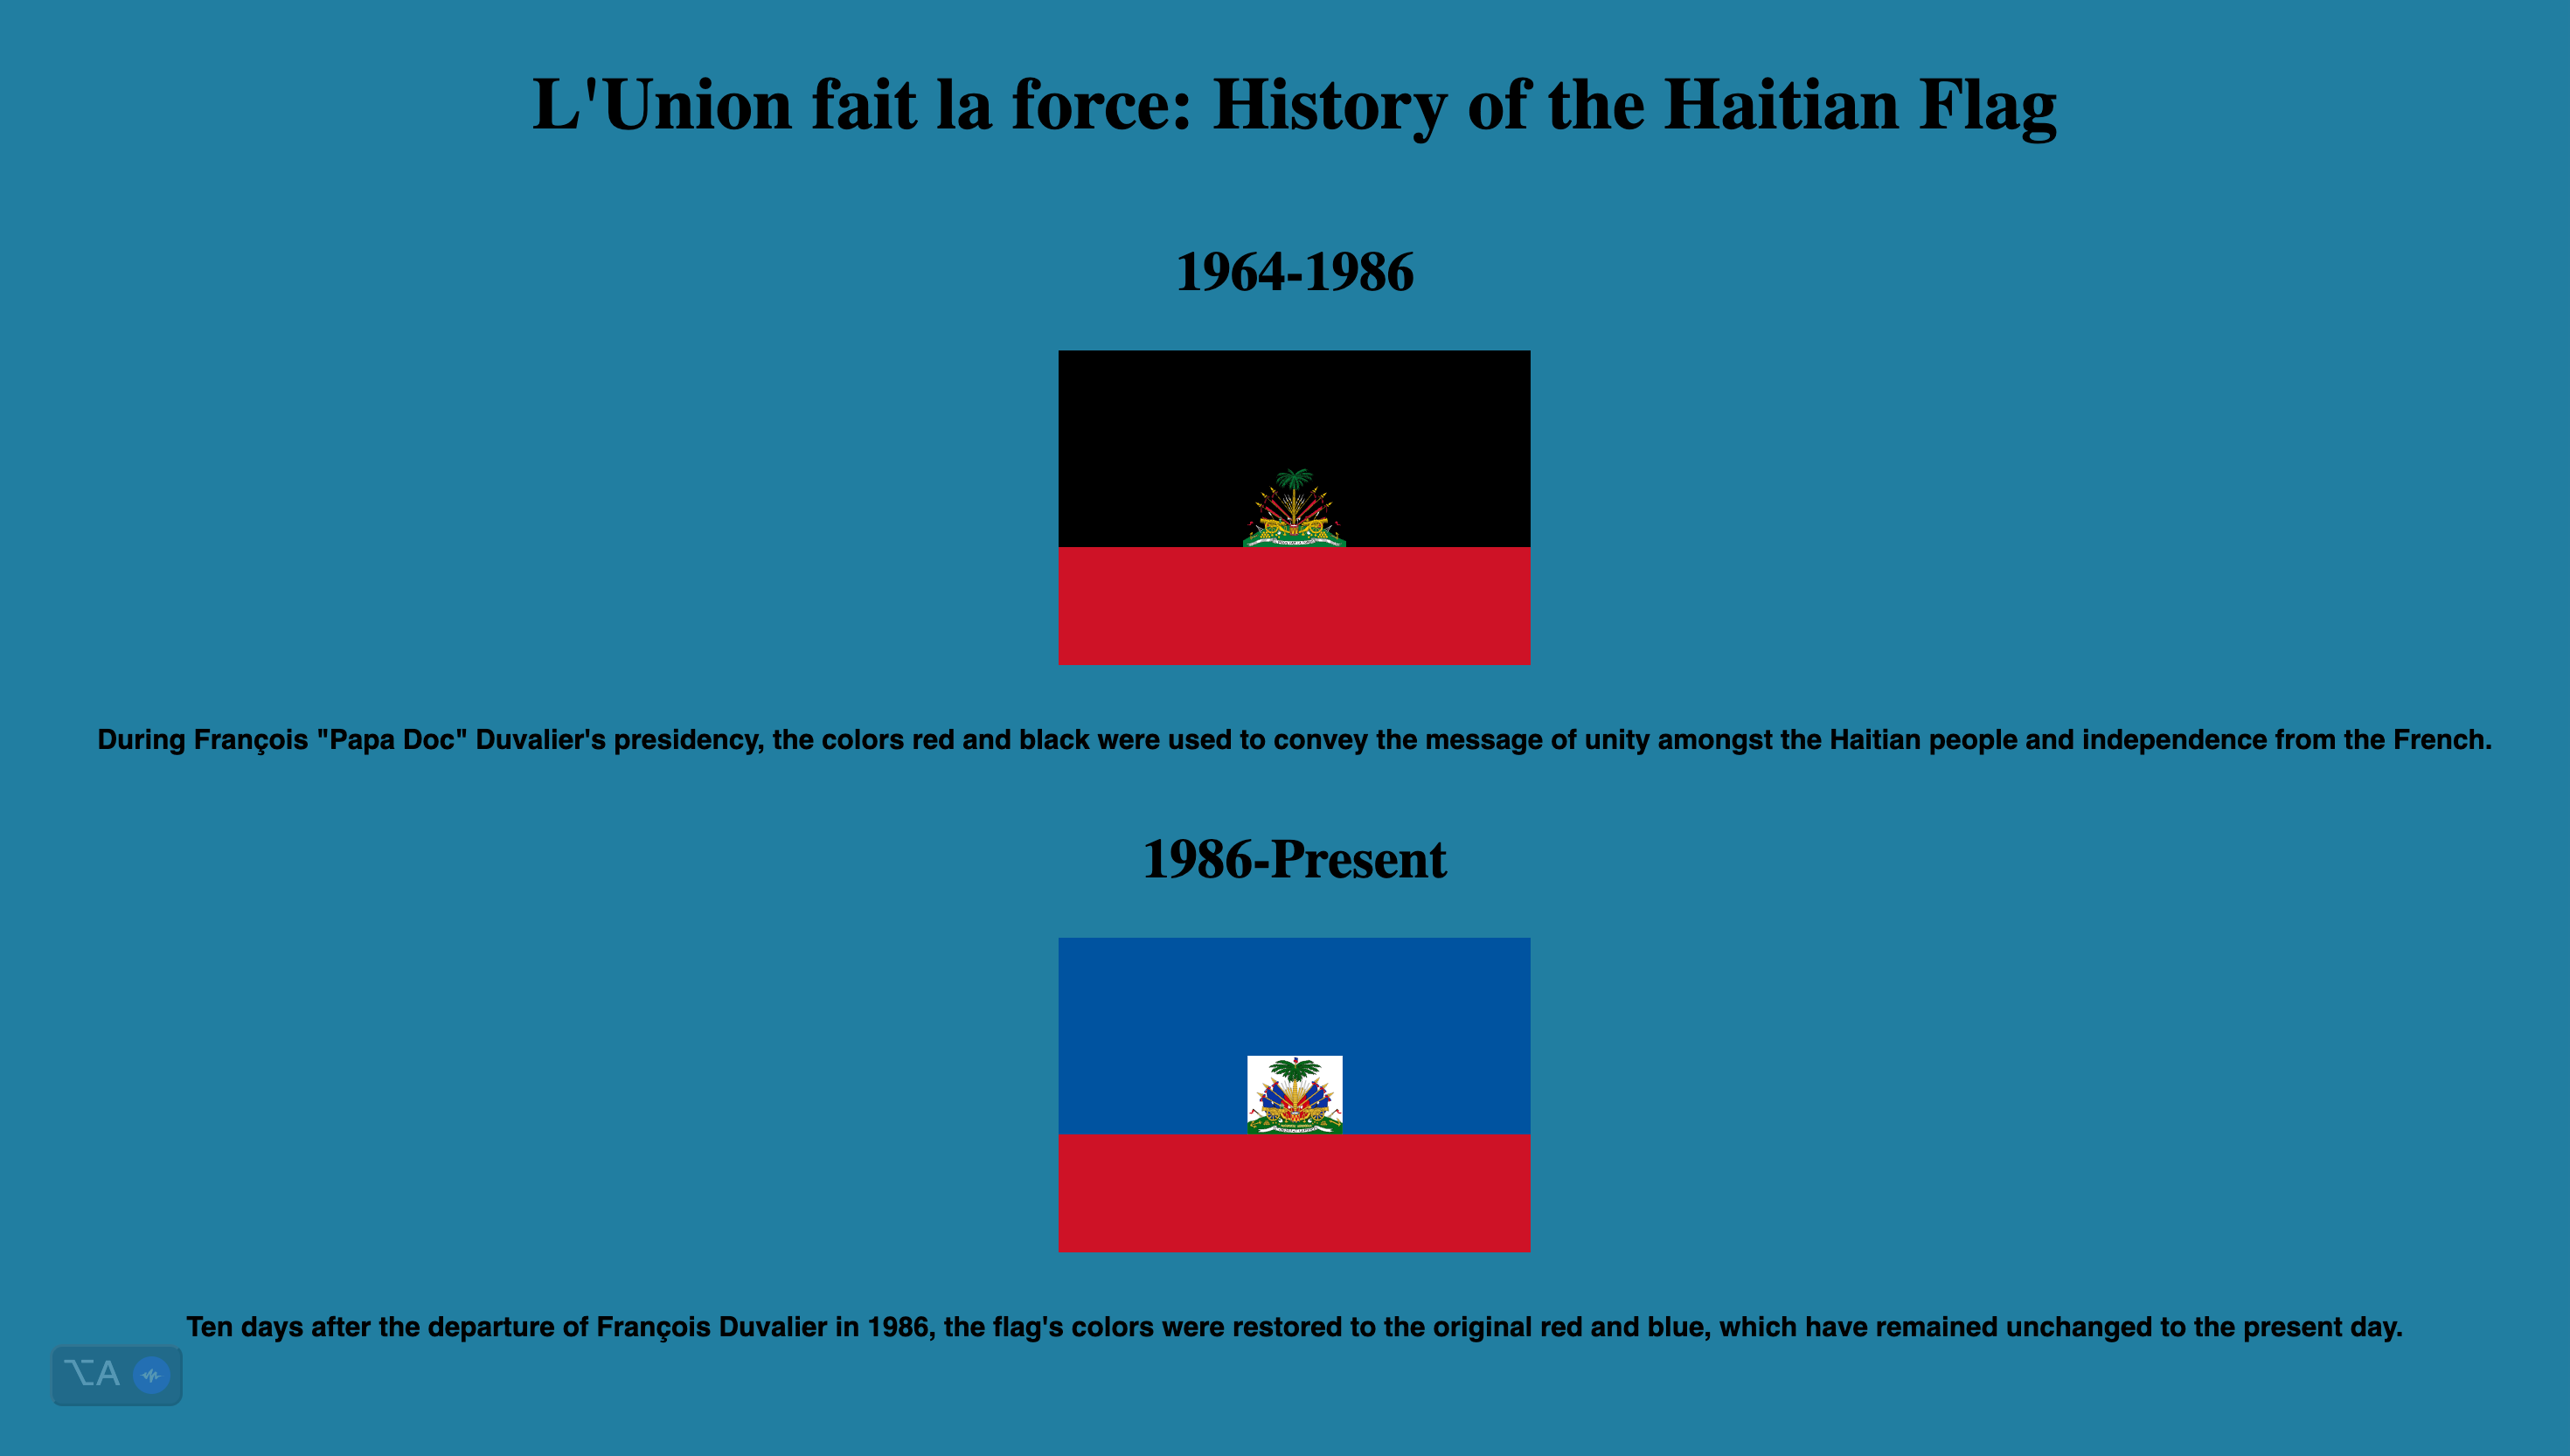 L'Union fait la force: History of the Haitian Flag
1964-1986
During François "Papa Doc" Duvalier's presidency, the colors red and black were used to convey the message of unity amongst the Haitian people and independence from the French.
1986-Present
Ten days after the departure of François Duvalier in 1986, the flag's colors were restored to the original red and blue, which have remained unchanged to the present day.
⌥A